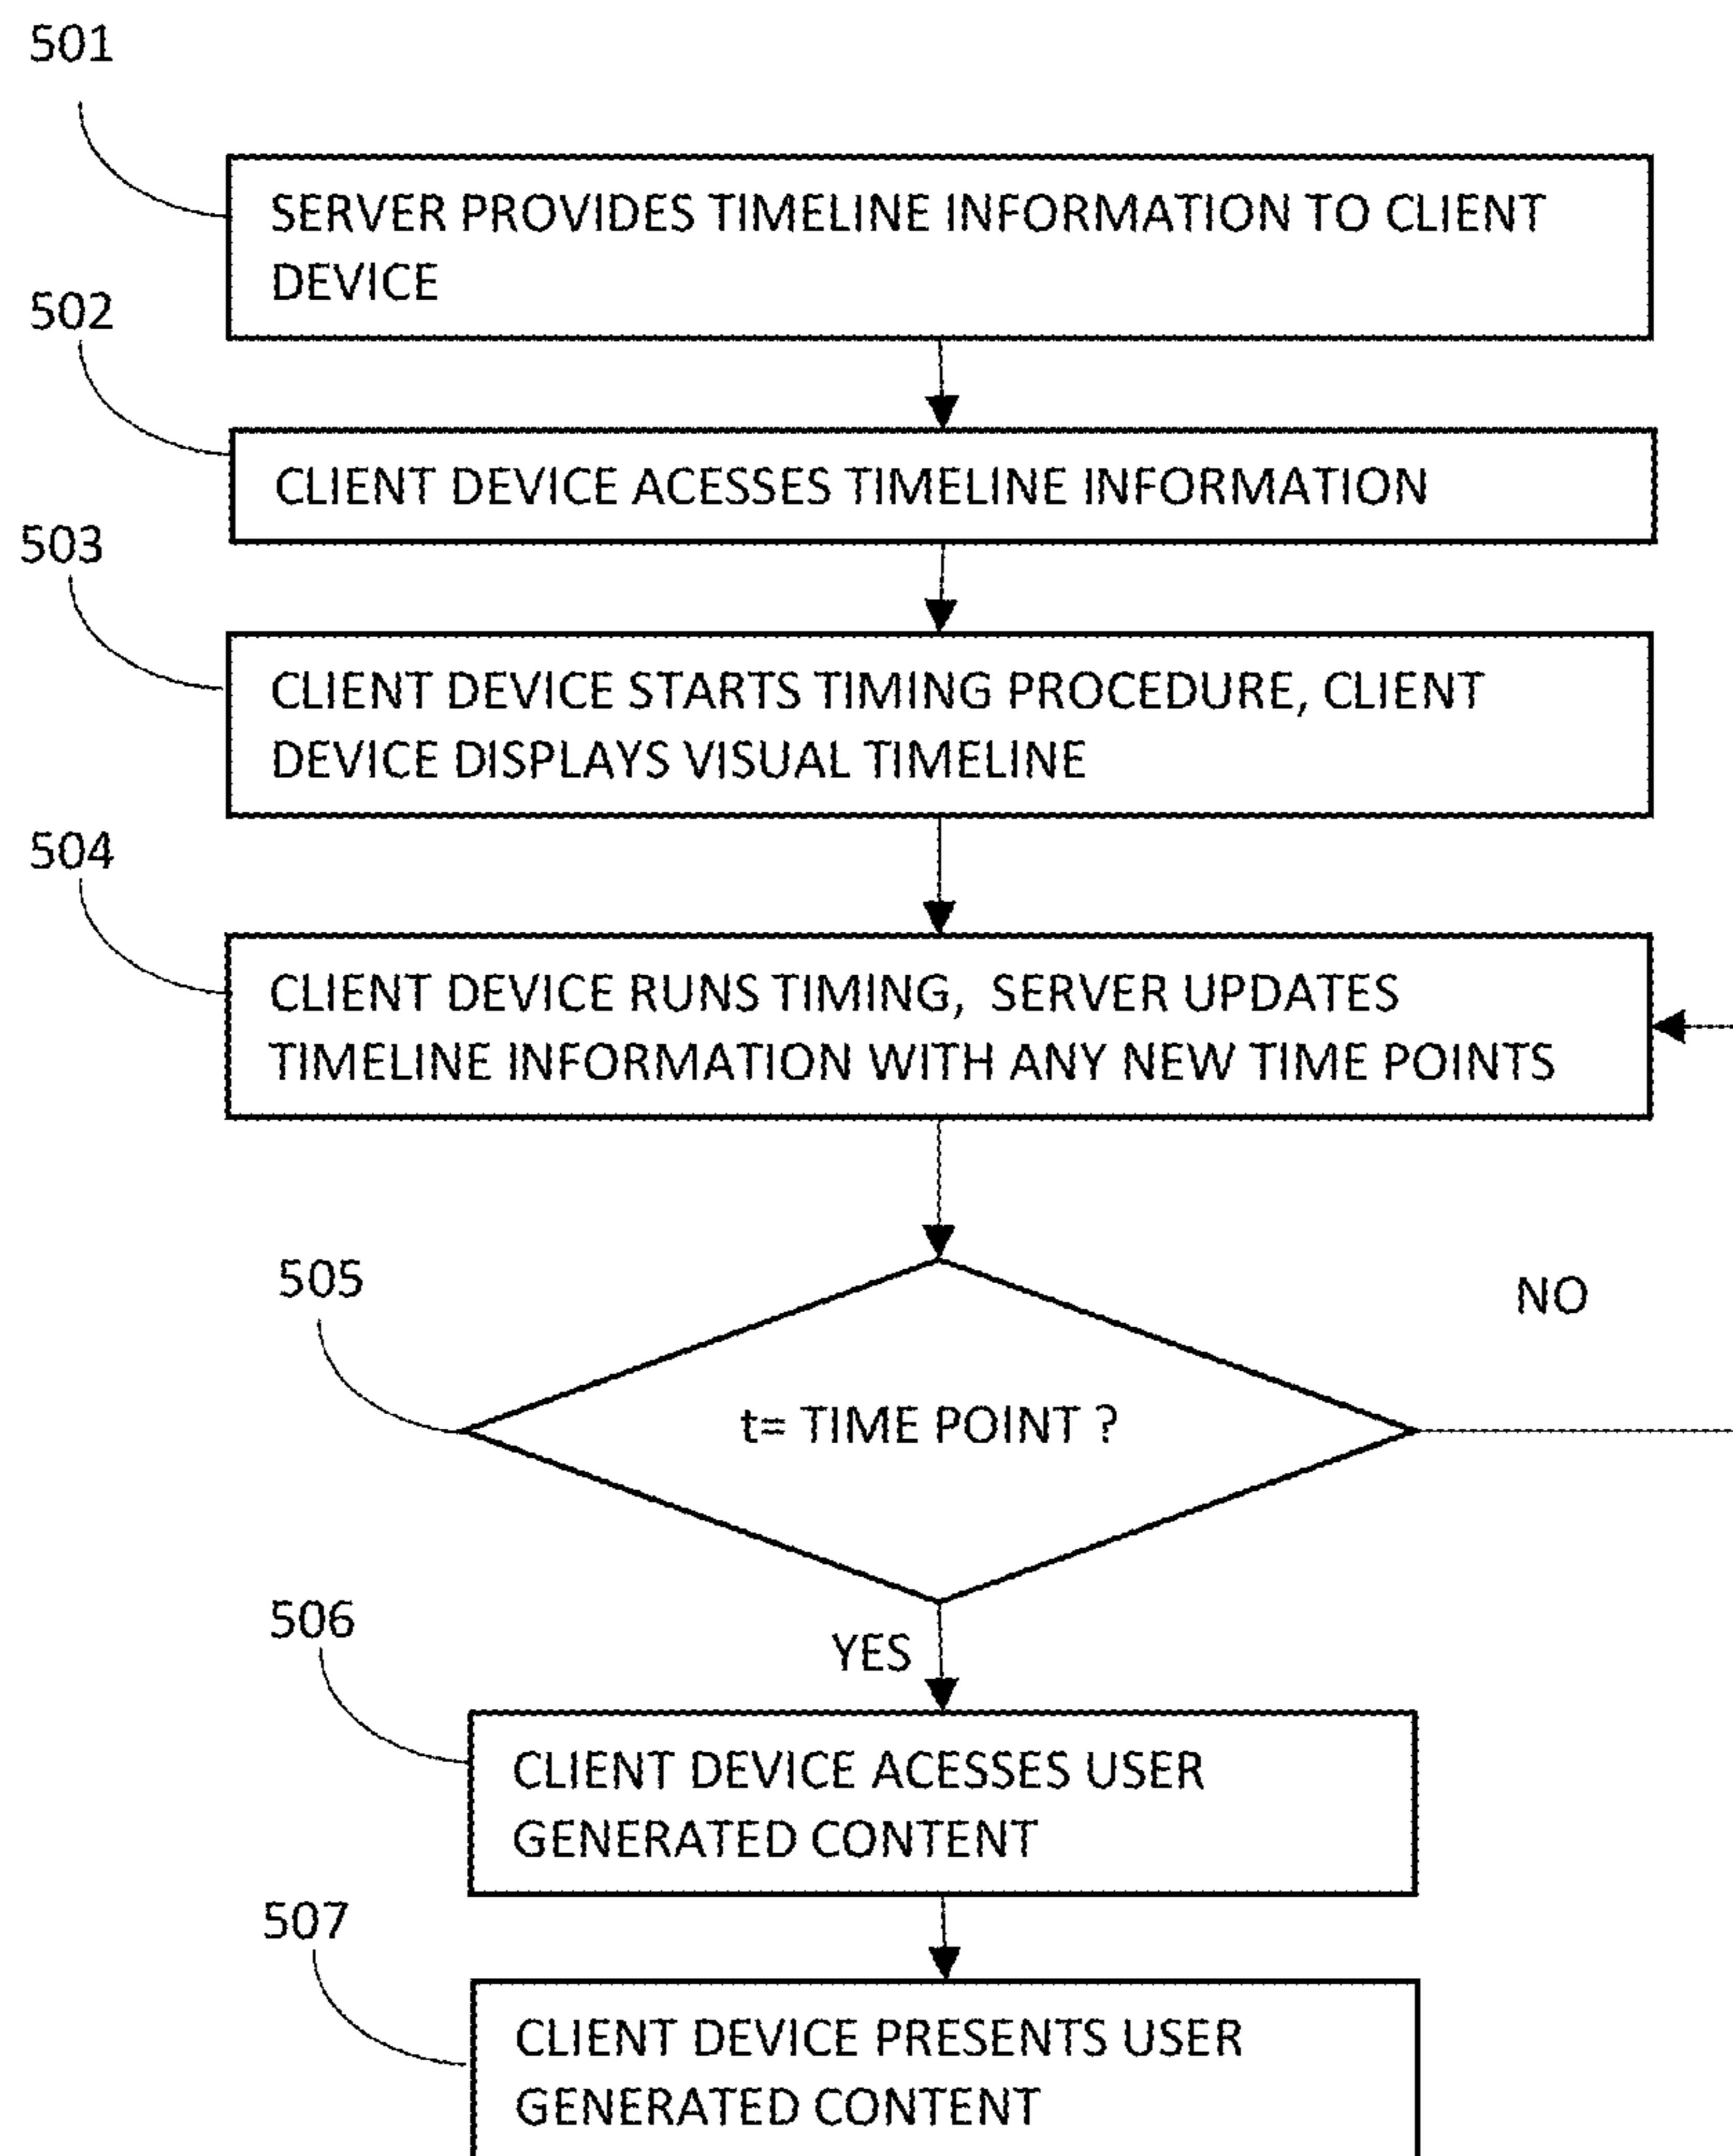 501
SERVER PROVIDES TIMELINE INFORMATION TO CLIENT
DEVICE
502
CLIENT DEVICE ACESSES TIMELINE INFORMATION
503
CLIENT DEVICE STARTS TIMING PROCEDURE, CLIENT
DEVICE DISPLAYS VISUAL TIMELINE
504
CLIENT DEVICE RUNS TIMING, SERVER UPDATES
TIMELINE INFORMATION WITH ANY NEW TIME POINTS
505
NO
t= TIME POINT ?
506
YES
CLIENT DEVICE ACESSES USER
GENERATED CONTENT
507
CLIENT DEVICE PRESENTS USER
GENERATED CONTENT